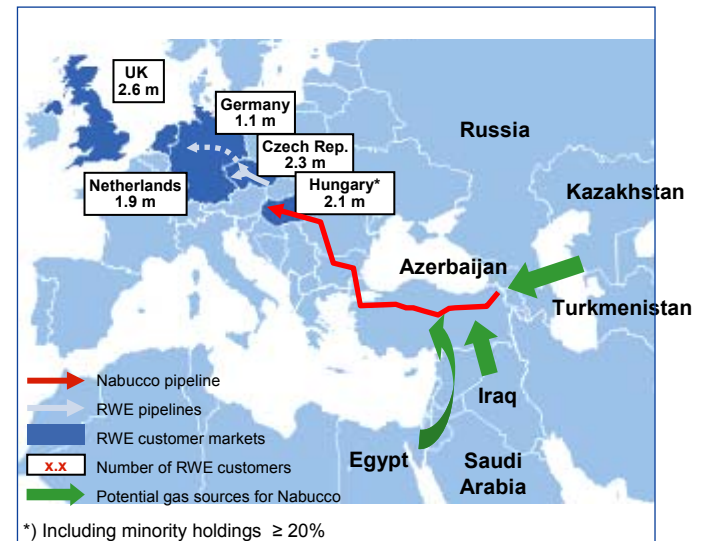 UK
2.6 m
Germany
1.1 m
Russia
Czech Rep.
2.3 m
Netherlands
1.9 m
Hungary*
2.1 m
Kazakhstan
Azerbaijan
Turkmenistan
Nabucco pipeline
RWE pipelines
Iraq
RWE customer markets
x.x Number of RWE customers
Egypt
Saudi
Arabia
Potential gas sources for Nabucco
*) Including minority holdings ≥ 20%